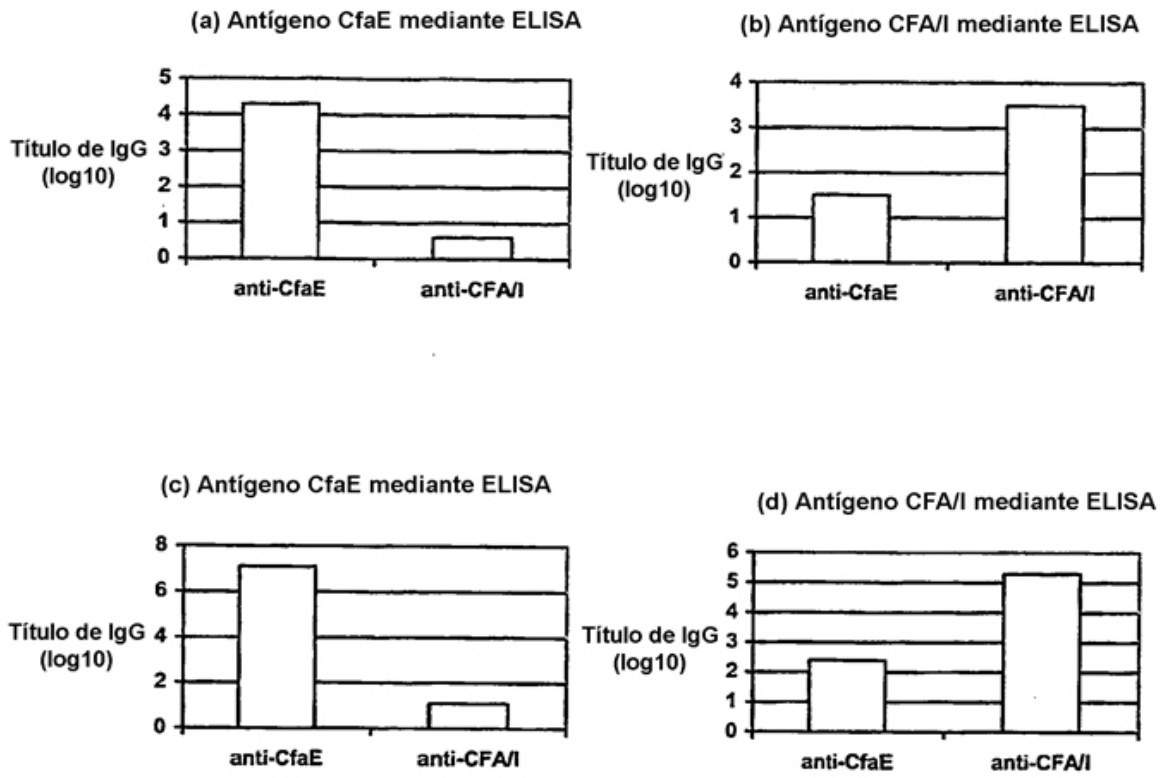 (a) Antígeno CfaE mediante ELISA
5
4
3
2
1
0
Título de IgG
(log10)
anti-CfaE
anti-CFA/I
(b) Antígeno CFA/I mediante ELISA
4
3
2
1
0
Título de IgG
(log10)
anti-CfaE
anti-CFA/I
(c) Antígeno CfaE mediante ELISA
8
6
4
2
0
Título de IgG
(log10)
anti-CfaE
anti-CFA/I
(d) Antígeno CFA/I mediante ELISA
6
5
4
3
2
1
0
Título de IgG
(log10)
anti-CfaE
anti-CFA/I